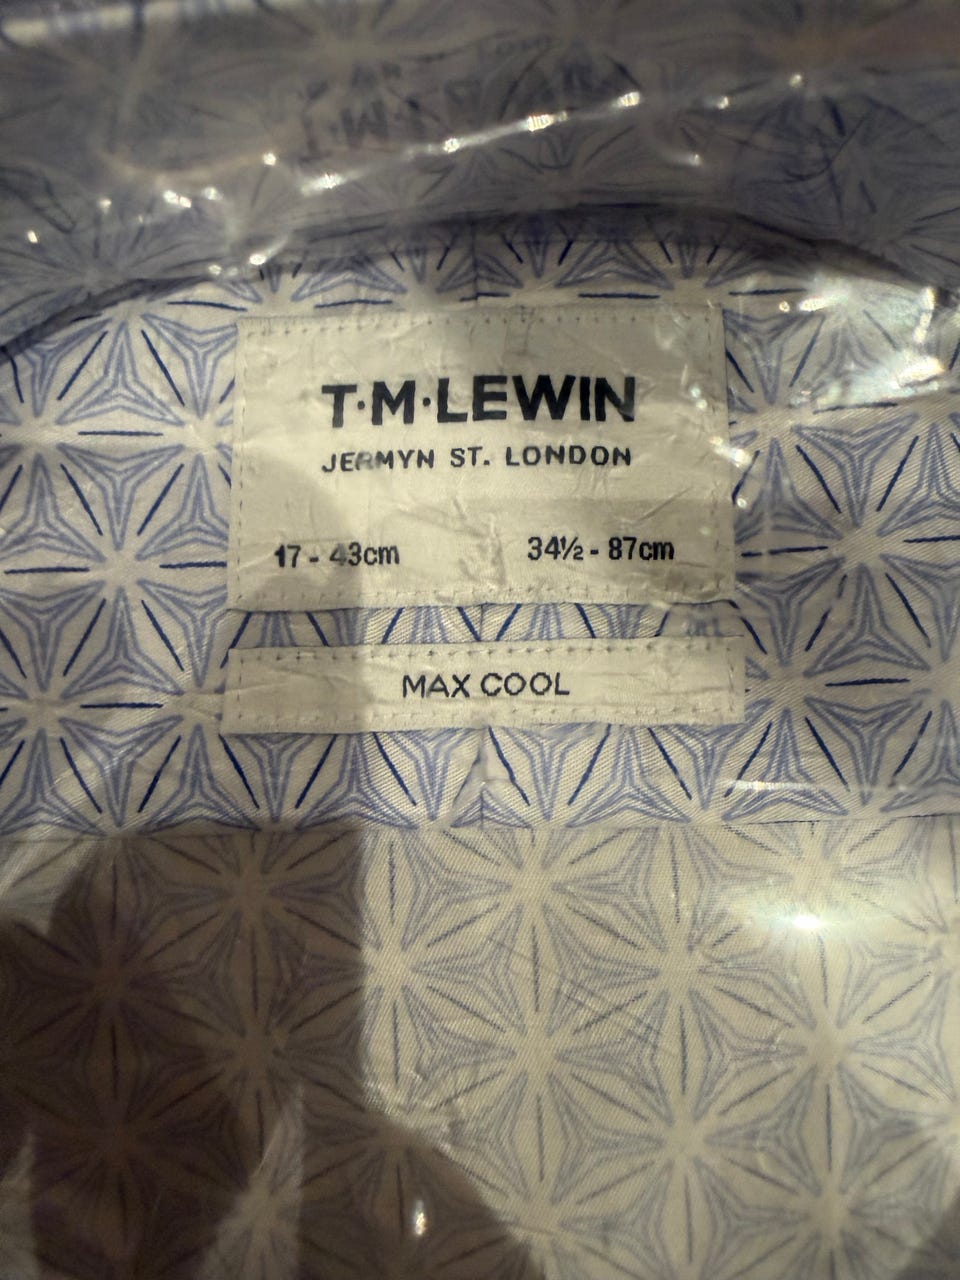 T·M·LEWIN
JERMYN ST. LONDON
17 - 43cm 34½ - 87cm
MAX COOL